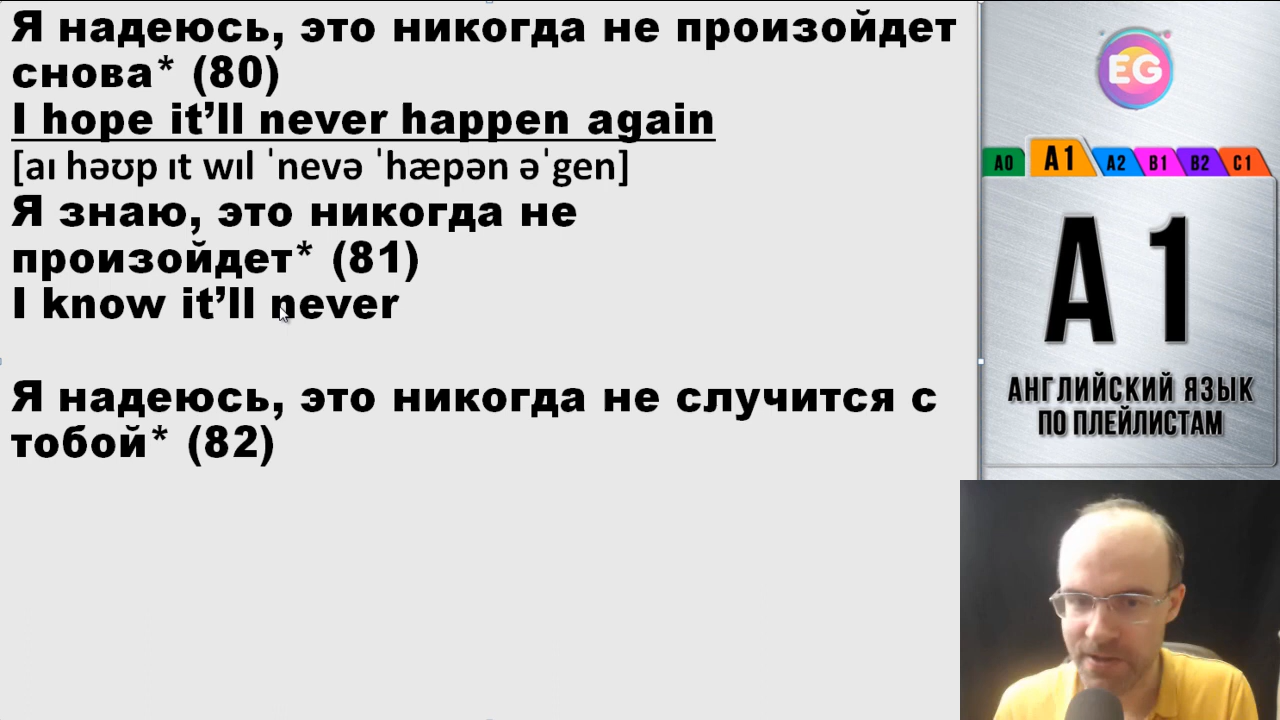 Я надеюсь, это никогда не произойдет
снова* (80)
I hope it’ll never happen again
[aɪ həʊp ɪt wɪl ˈnevə ˈhæpən əˈgen]
Я знаю, это никогда не
произойдет* (81)
I know it’ll never
Я надеюсь, это никогда не случится с
тобой* (82)
EG
A0 A1 A2 B1 B2 C1
A 1
АНГЛИЙСКИЙ ЯЗЫК
ПО ПЛЕЙЛИСТАМ